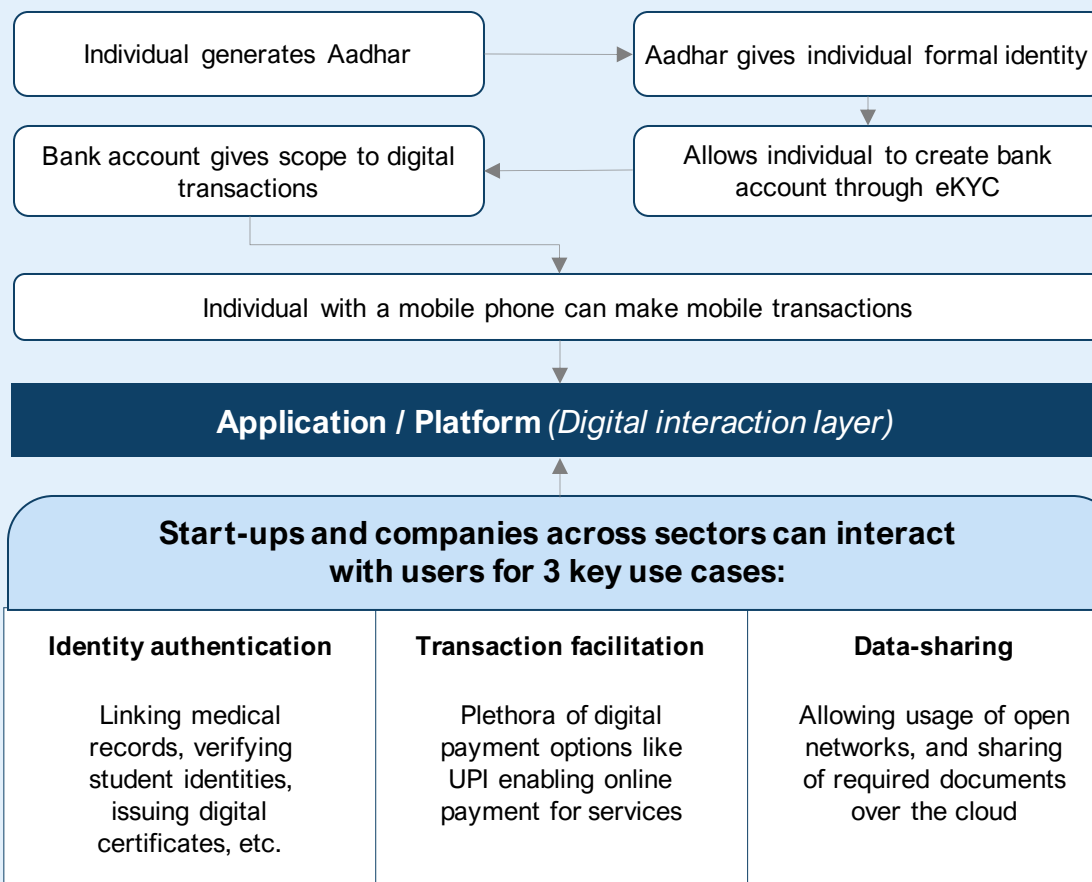 Individual generates Aadhar
Aadhar gives individual formal identity
Allows individual to create bank
account through eKYC
Bank account gives scope to digital
transactions
Individual with a mobile phone can make mobile transactions
Application / Platform (Digital interaction layer)
Start-ups and companies across sectors can interact
with users for 3 key use cases:
Identity authentication
Linking medical
records, verifying
student identities,
issuing digital
certificates, etc.
Transaction facilitation
Plethora of digital
payment options like
UPI enabling online
payment for services
Data-sharing
Allowing usage of open
networks, and sharing
of required documents
over the cloud